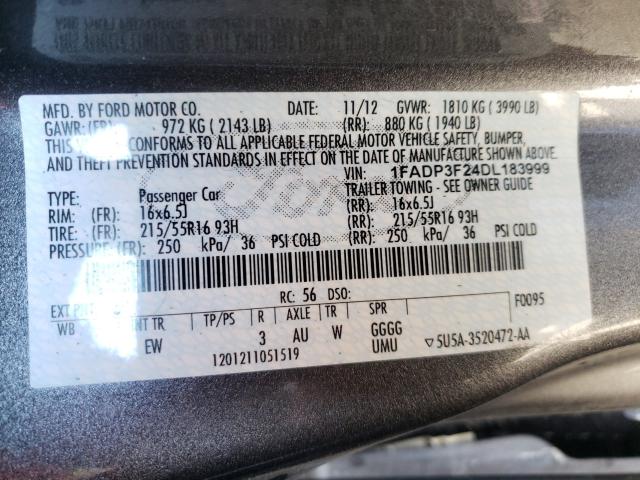 MFD. BY FORD MOTOR CO. DATE: 11/12 GVWR: 1810 KG ( 3990 LB)
GAWR: (FR): 972 KG ( 2143 LB) (RR): 880 KG ( 1940 LB)
THIS CONFORMS TO ALL APPLICABLE FEDERAL MOTOR VEHICLE SAFETY, BUMPER,
AND THEFT PREVENTION STANDARDS IN EFFECT ON THE DATE OF MANUFACTURE SHOWN ABOVE.
VIN: 1FADP3F24DL183999
TYPE: Passenger Car TRAILER TOWING - SEE OWNER GUIDE
RIM: (FR): 16x6.5J (RR): 16x6.5J
TIRE: (FR): 215/55R16 93H (RR): 215/55R16 93H
PRESSURE: (FR): 250 kPa/ 36 PSI COLD (RR): 250 kPa/ 36 PSI COLD
RC: 56 DSO: F0095
EXT
WB INT TR TP/PS R AXLE TR SPR
EW 3 AU W GGGG
1201211051519 UMU ▽5U5A-3520472-AA